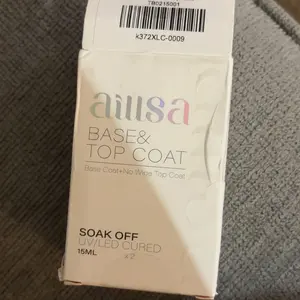 TB0215001
k372XLC-0009
aillsa
BASE&
TOP COAT
Base Coat+No Wipe Top Coat
SOAK OFF
UV/LED CURED
15ML x2